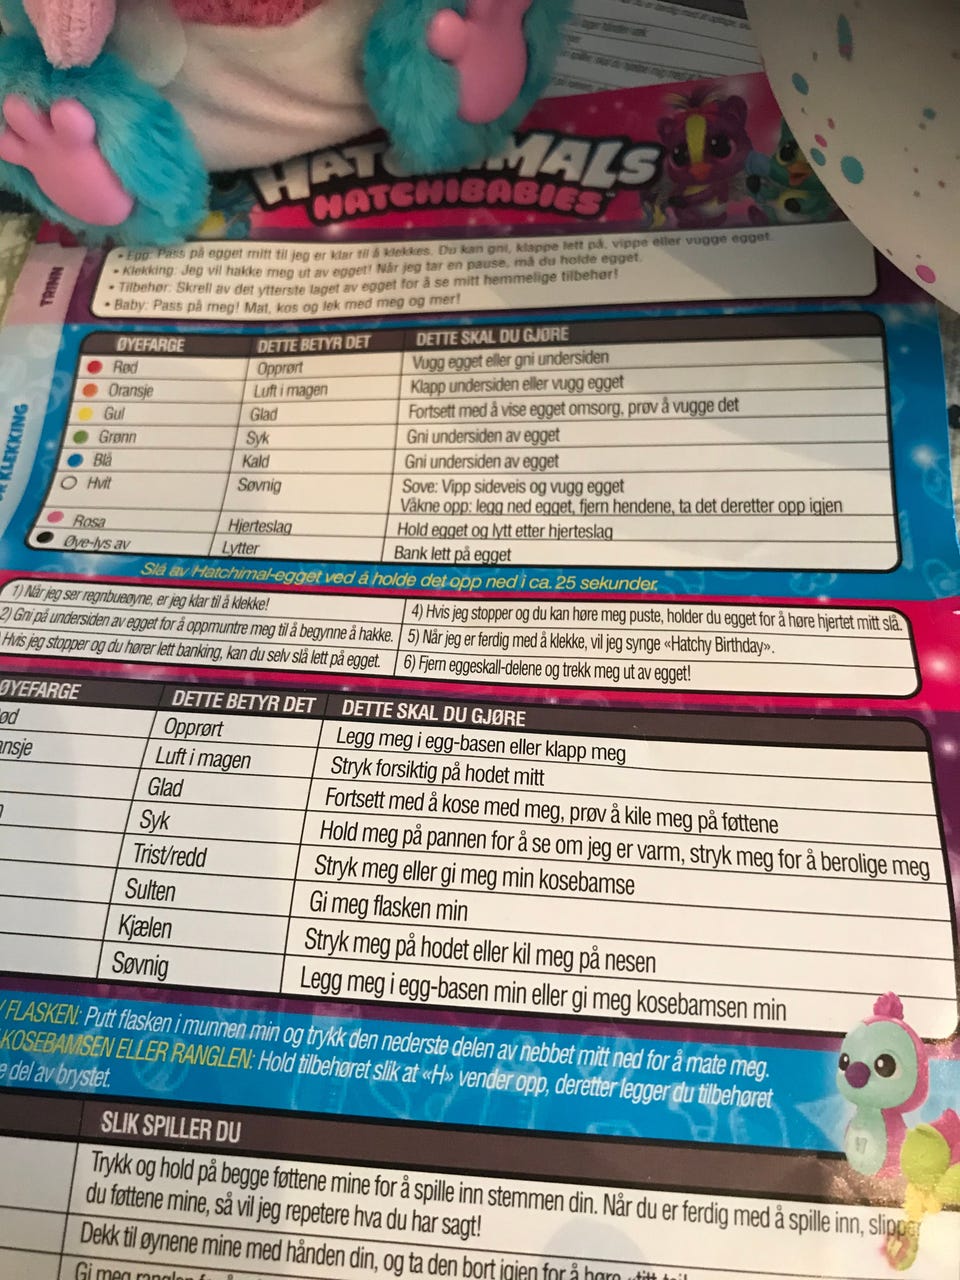 HATCHIMALS
HATCHIBABIES™
TRINN
• Egg: Pass på egget mitt til jeg er klar til å klekkes. Du kan gni, klappe lett på, vippe eller vugge egget.
• Klekking: Jeg vil hakke meg ut av egget! Når jeg tar en pause, må du holde egget.
• Tilbehør: Skrell av det ytterste laget av egget for å se mitt hemmelige tilbehør!
• Baby: Pass på meg! Mat, kos og lek med meg og mer!
KLEKKING
ØYEFARGE DETTE BETYR DET DETTE SKAL DU GJØRE
Rød Opprørt Vugg egget eller gni undersiden
Oransje Luft i magen Klapp undersiden eller vugg egget
Gul Glad Fortsett med å vise egget omsorg, prøv å vugge det
Grønn Syk Gni undersiden av egget
Blå Kald Gni undersiden av egget
Hvit Søvnig Sove: Vipp sideveis og vugg egget
Våkne opp: legg ned egget, fjern hendene, ta det deretter opp igjen
Rosa Hjerteslag Hold egget og lytt etter hjerteslag
Øye-lys av Lytter Bank lett på egget
Slå av Hatchimal-egget ved å holde det opp ned i ca. 25 sekunder.
1) Når jeg ser regnbueøyne, er jeg klar til å klekke!
2) Gni på undersiden av egget for å oppmuntre meg til å begynne å hakke.
Hvis jeg stopper og du hører lett banking, kan du selv slå lett på egget.
4) Hvis jeg stopper og du kan høre meg puste, holder du egget for å høre hjertet mitt slå.
5) Når jeg er ferdig med å klekke, vil jeg synge «Hatchy Birthday».
6) Fjern eggeskall-delene og trekk meg ut av egget!
ØYEFARGE DETTE BETYR DET DETTE SKAL DU GJØRE
ød Opprørt Legg meg i egg-basen eller klapp meg
ansje Luft i magen Stryk forsiktig på hodet mitt
Glad Fortsett med å kose med meg, prøv å kile meg på føttene
Syk Hold meg på pannen for å se om jeg er varm, stryk meg for å berolige meg
Trist/redd Stryk meg eller gi meg min kosebamse
Sulten Gi meg flasken min
Kjælen Stryk meg på hodet eller kil meg på nesen
Søvnig Legg meg i egg-basen min eller gi meg kosebamsen min
FLASKEN: Putt flasken i munnen min og trykk den nederste delen av nebbet mitt ned for å mate meg.
KOSEBAMSEN ELLER RANGLEN: Hold tilbehøret slik at «H» vender opp, deretter legger du tilbehøret
del av brystet.
SLIK SPILLER DU
Trykk og hold på begge føttene mine for å spille inn stemmen din. Når du er ferdig med å spille inn, slipper
du føttene mine, så vil jeg repetere hva du har sagt!
Dekk til øynene mine med hånden din, og ta den bort igjen for å høre
Gi meg ranglen